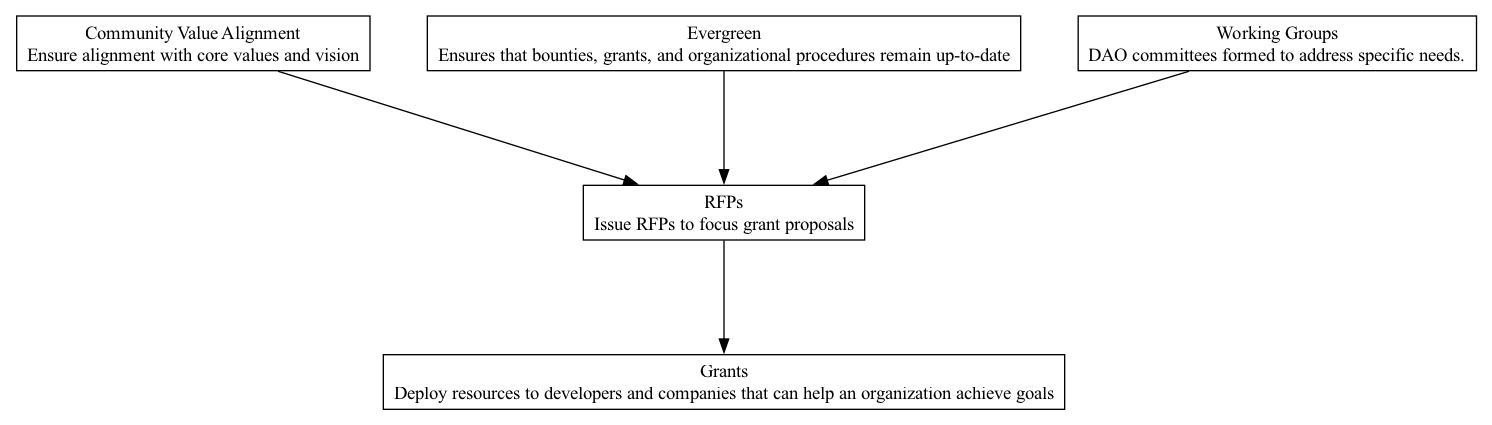 Community Value Alignment
Ensure alignment with core values and vision
Evergreen
Ensures that bounties, grants, and organizational procedures remain up-to-date
Working Groups
DAO committees formed to address specific needs.
RFPs
Issue RFPs to focus grant proposals
Grants
Deploy resources to developers and companies that can help an organization achieve goals